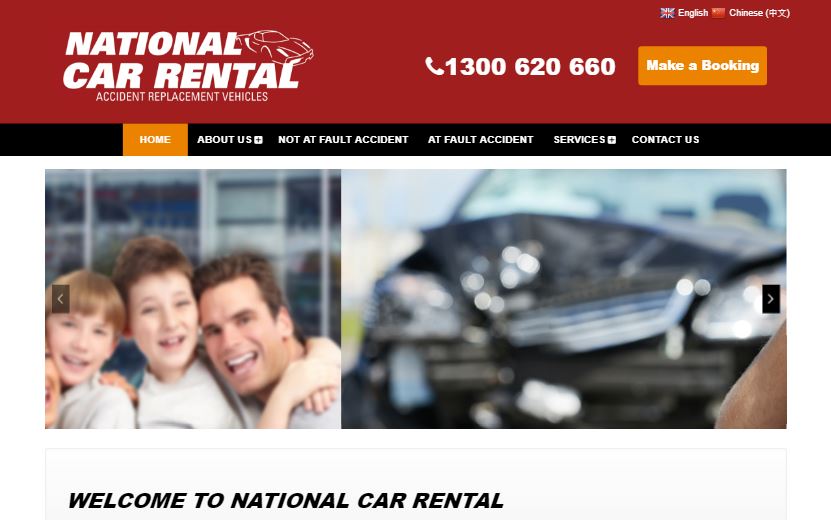 English Chinese (中文)
NATIONAL
CAR RENTAL
ACCIDENT REPLACEMENT VEHICLES
1300 620 660
Make a Booking
HOME ABOUT US NOT AT FAULT ACCIDENT AT FAULT ACCIDENT SERVICES CONTACT US
WELCOME TO NATIONAL CAR RENTAL